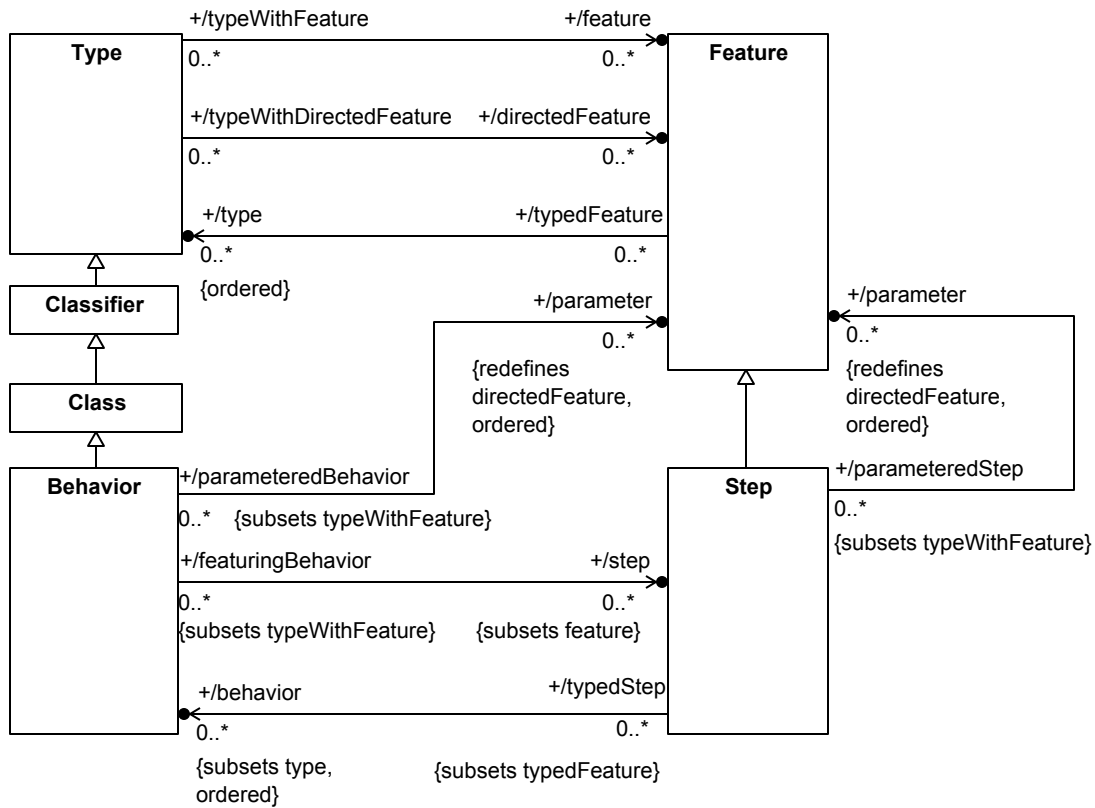 +/typeWithFeature +/feature
Type Feature
0..* 0..*
+/typeWithDirectedFeature +/directedFeature
0..* 0..*
+/type +/typedFeature
0..* 0..*
{ordered}
Classifier
+/parameter
0..*
{redefines
directedFeature,
ordered}
+/parameter
0..*
{redefines
directedFeature,
ordered}
Class
Behavior
+/parameteredBehavior
0..* {subsets typeWithFeature}
Step
+/parameteredStep
0..*
{subsets typeWithFeature}
+/featuringBehavior +/step
0..* 0..*
{subsets typeWithFeature} {subsets feature}
+/behavior +/typedStep
0..* 0..*
{subsets type,
ordered}
{subsets typedFeature}